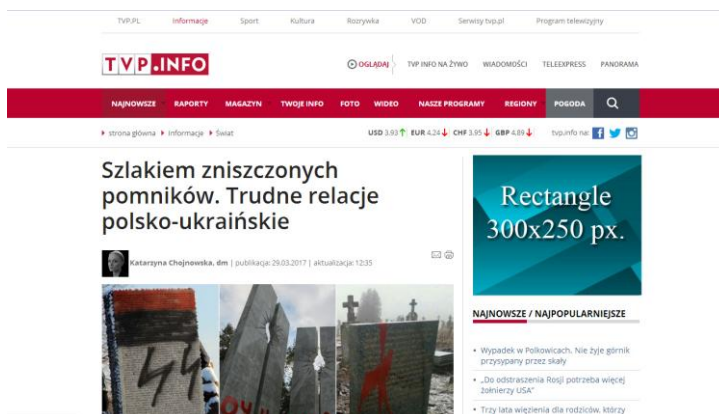 TVP.PL Informacje Sport Kultura Rozrywka VOD Serwisy tvp.pl Program telewizyjny
TVP.INFO
OGLĄDAJ TVP INFO NA ŻYWO WIADOMOŚCI TELEEXPRESS PANORAMA
NAJNOWSZE RAPORTY MAGAZYN TWOJE INFO FOTO WIDEO NASZE PROGRAMY REGIONY POGODA
strona główna informacje Świat USD 3.93 EUR 4.24 CHF 3.95 GBP 4.89 tvp.info na:
Szlakiem zniszczonych
pomników. Trudne relacje
polsko-ukraińskie
Katarzyna Chojnowska, dm | publikacja: 29.03.2017 | aktualizacja: 12:35
Rectangle
300x250 px.
NAJNOWSZE / NAJPOPULARNIEJSZE
Wypadek w Polkowicach. Nie żyje górnik
przysypany przez skały
„Do odstraszenia Rosji potrzeba więcej
żołnierzy USA”
Trzy lata więzienia dla rodziców, którzy